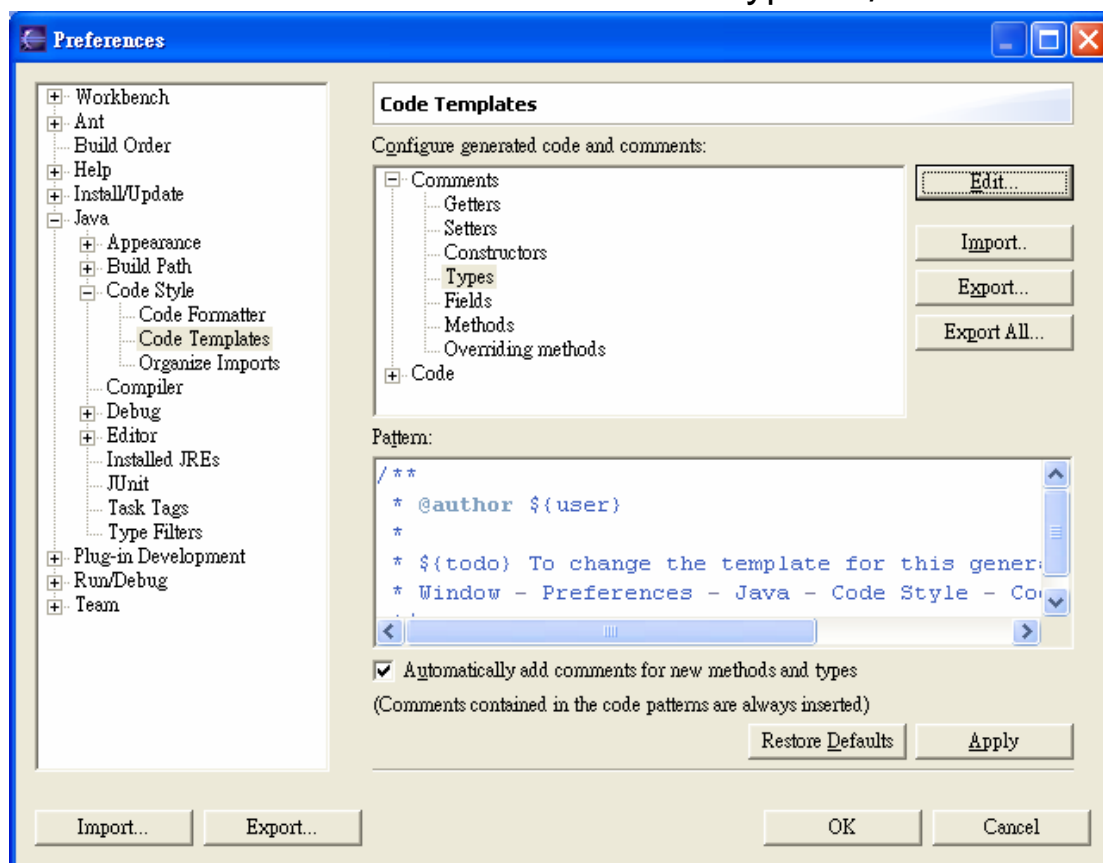 Preferences
Workbench
Ant
Build Order
Help
Install/Update
Java
Appearance
Build Path
Code Style
Code Formatter
Code Templates
Organize Imports
Compiler
Debug
Editor
Installed JREs
JUnit
Task Tags
Type Filters
Plug-in Development
Run/Debug
Team
Code Templates
Configure generated code and comments:
Comments
Getters
Setters
Constructors
Types
Fields
Methods
Overriding methods
Code
Edit...
Import..
Export...
Export All...
Pattern:
/**
* @author ${user}
*
* ${todo} To change the template for this gener
* Window - Preferences - Java - Code Style - Co
Automatically add comments for new methods and types
(Comments contained in the code patterns are always inserted)
Restore Defaults
Apply
Import...
Export...
OK
Cancel